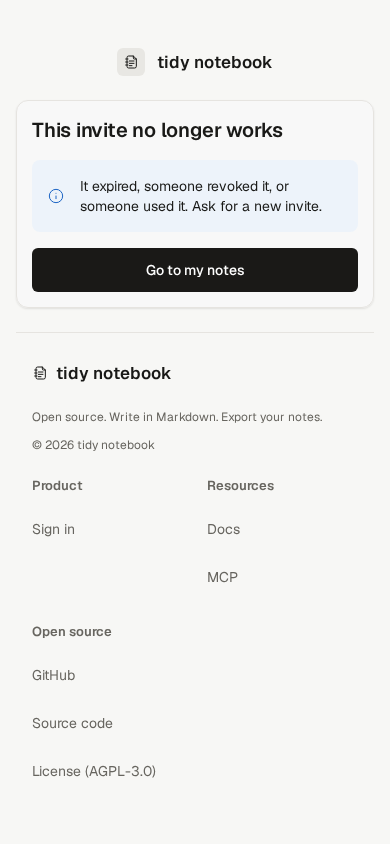 tidy notebook
This invite no longer works
It expired, someone revoked it, or
someone used it. Ask for a new invite.
Go to my notes
tidy notebook
Open source. Write in Markdown. Export your notes.
© 2026 tidy notebook
Product
Sign in
Resources
Docs
MCP
Open source
GitHub
Source code
License (AGPL-3.0)